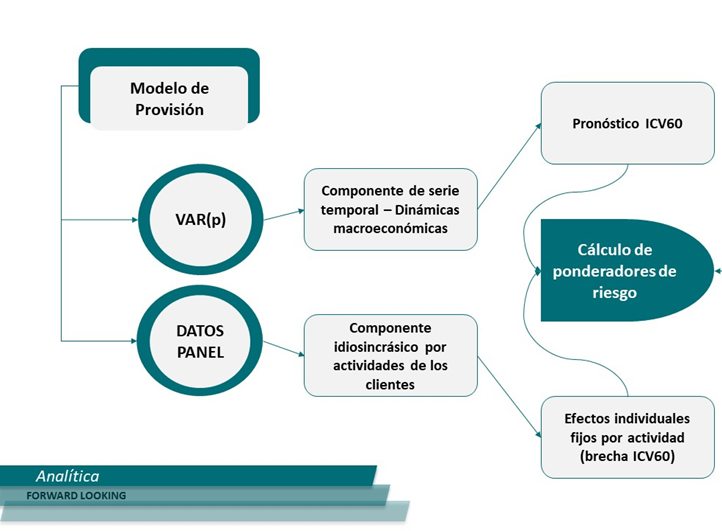 Modelo de
Provisión
VAR(p)
Componente de serie
temporal – Dinámicas
macroeconómicas
Pronóstico ICV60
Cálculo de
ponderadores de
riesgo
DATOS
PANEL
Componente
idiosincrásico por
actividades de los
clientes
Efectos individuales
fijos por actividad
(brecha ICV60)
Analítica
FORWARD LOOKING